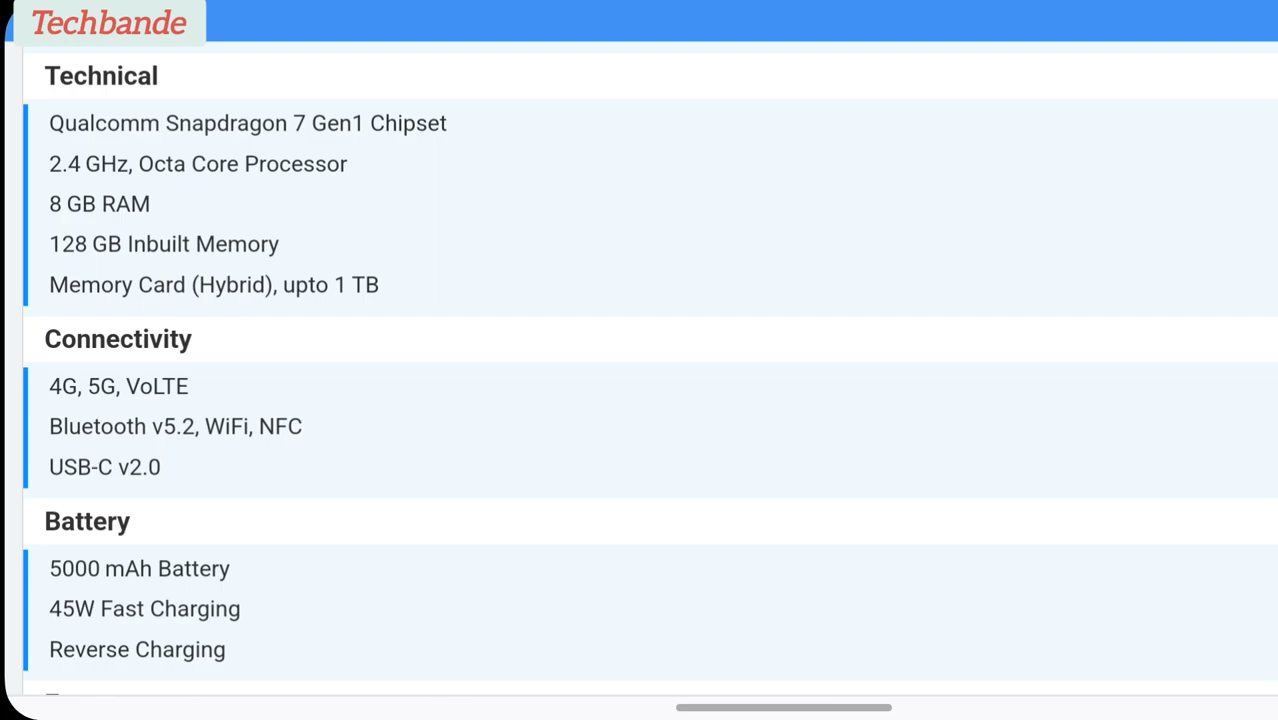 Techbande
Technical
Qualcomm Snapdragon 7 Gen1 Chipset
2.4 GHz, Octa Core Processor
8 GB RAM
128 GB Inbuilt Memory
Memory Card (Hybrid), upto 1 TB
Connectivity
4G, 5G, VoLTE
Bluetooth v5.2, WiFi, NFC
USB-C v2.0
Battery
5000 mAh Battery
45W Fast Charging
Reverse Charging